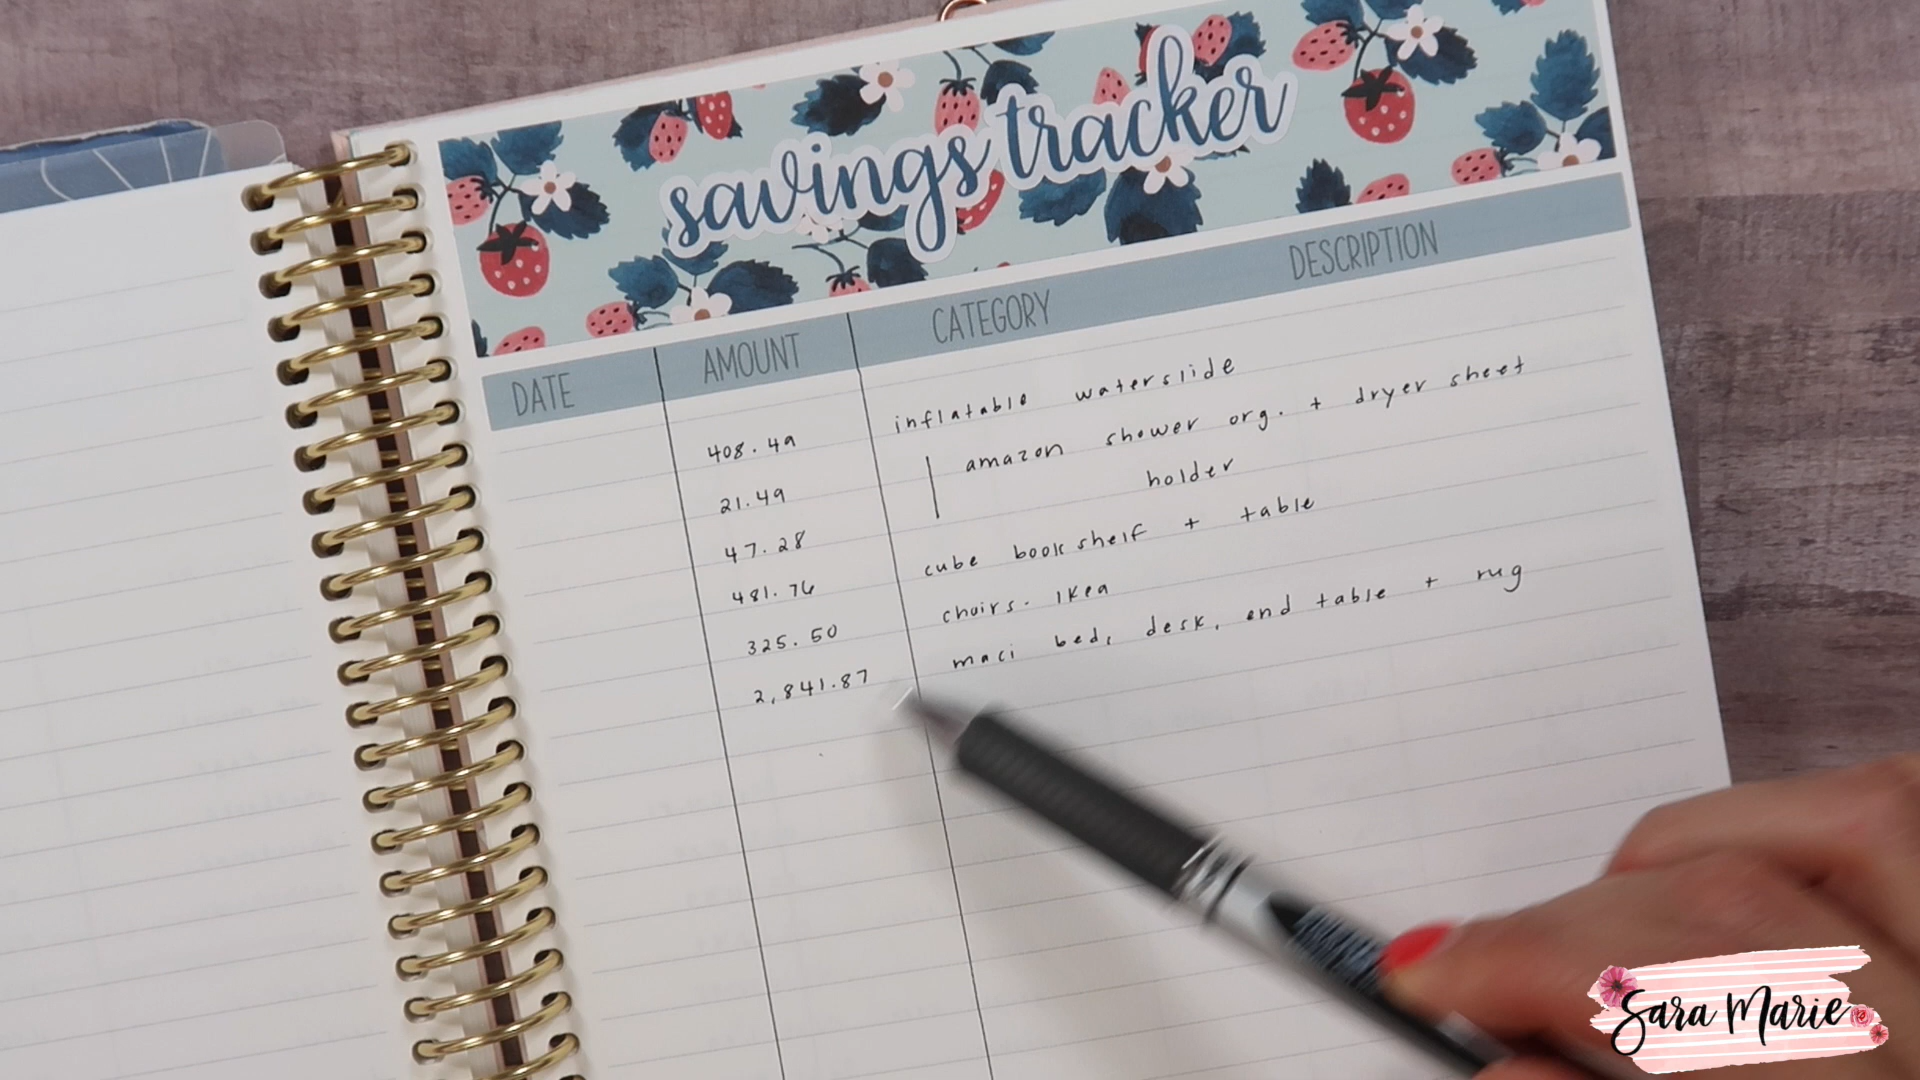 savings tracker
DATE AMOUNT CATEGORY DESCRIPTION
408.49 inflatable waterslide
21.49 amazon shower org. + dryer sheet
47.28 holder
481.76 cube bookshelf + table
325.50 chairs. IKea
2,841.87 maci bed, desk, end table + rug
Sara Marie